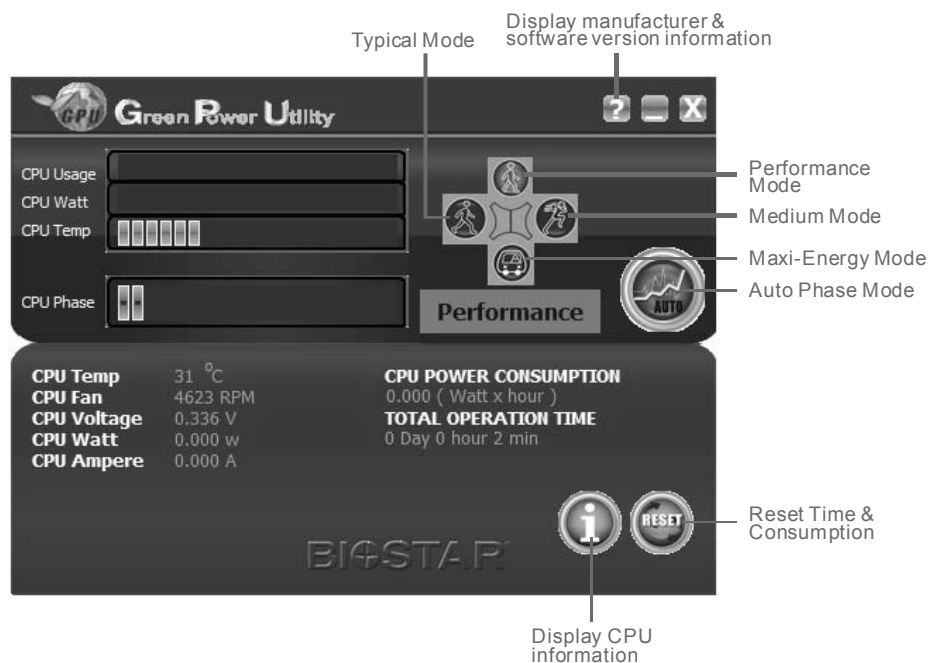 Display manufacturer &
software version information
Typical Mode
GPU
Green Power Utility
? _ X
CPU Usage
CPU Watt
CPU Temp
CPU Phase
Performance
Mode
Medium Mode
Maxi-Energy Mode
Auto Phase Mode
AUTO
Performance
CPU Temp 31 °C
CPU Fan 4623 RPM
CPU Voltage 0.336 V
CPU Watt 0.000 w
CPU Ampere 0.000 A
CPU POWER CONSUMPTION
0.000 ( Watt x hour )
TOTAL OPERATION TIME
0 Day 0 hour 2 min
i
RESET
Reset Time &
Consumption
BIOSTAR
Display CPU
information